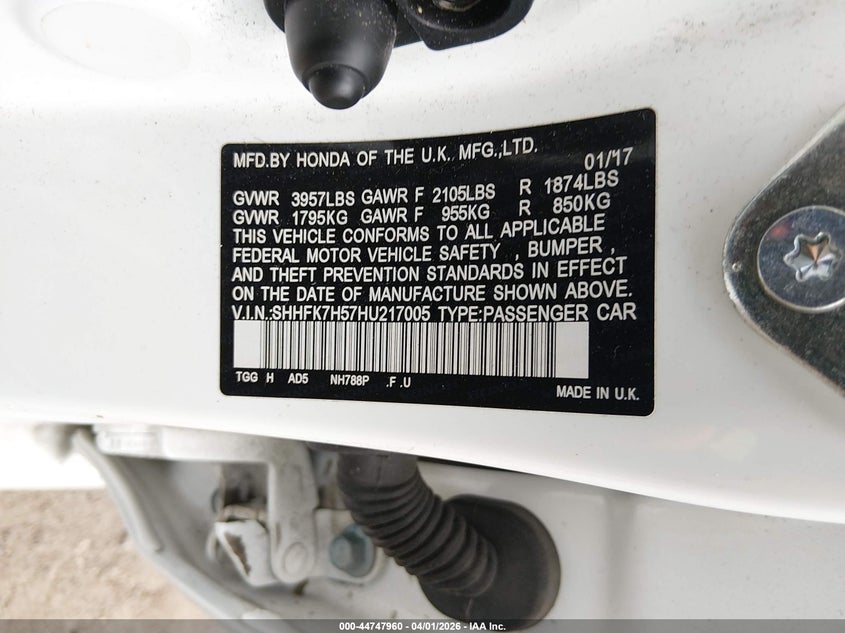 MFD.BY HONDA OF THE U.K. MFG.,LTD. 01/'17
GVWR 3957LBS GAWR F 2105LBS R 1874LBS
GVWR 1795KG GAWR F 955KG R 850KG
THIS VEHICLE CONFORMS TO ALL APPLICABLE
FEDERAL MOTOR VEHICLE SAFETY , BUMPER ,
AND THEFT PREVENTION STANDARDS IN EFFECT
ON THE DATE OF MANUFACTURE SHOWN ABOVE.
V.I.N.:SHHFK7H57HU217005 TYPE:PASSENGER CAR
TGG H AD5 NH788P .F .U
MADE IN U.K.
000-44747960 - 04/01/2026 - IAA Inc.